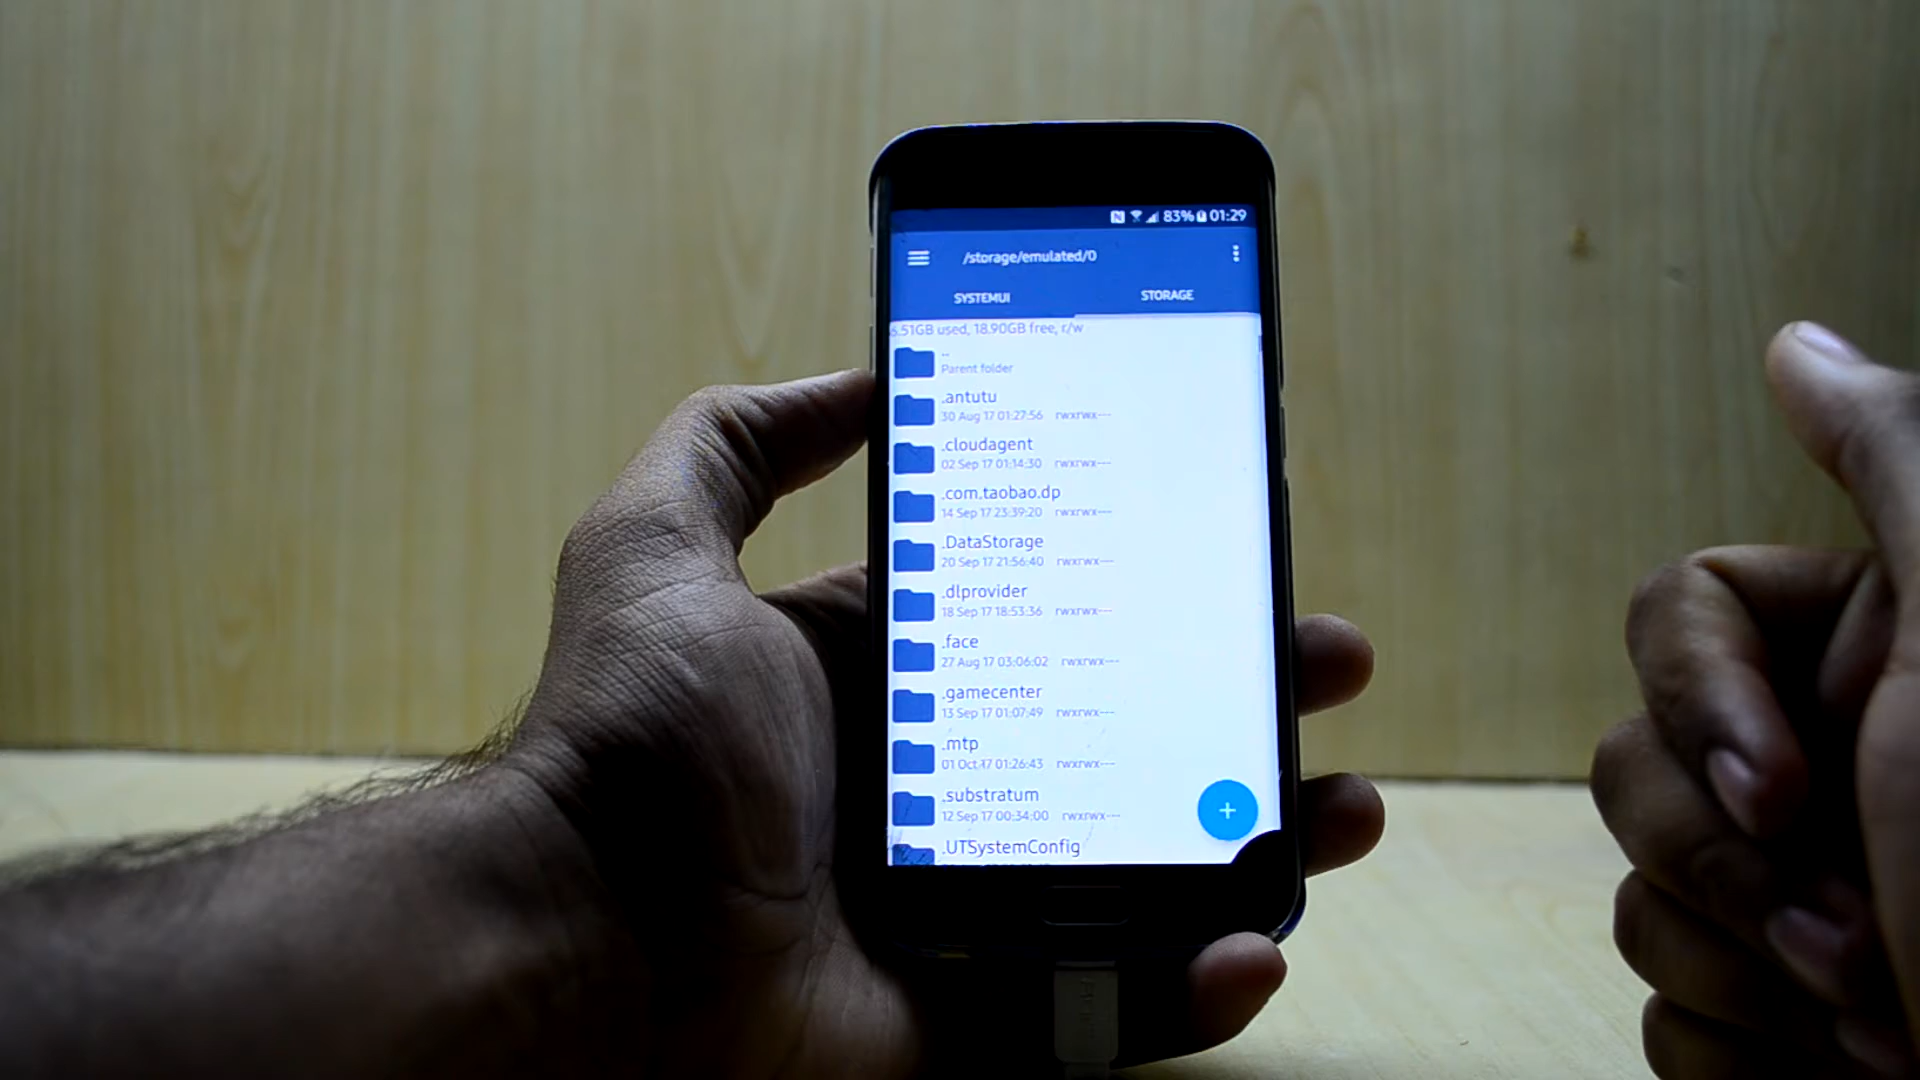 83% 01:29
/storage/emulated/0
SYSTEMUI STORAGE
6.51GB used, 18.90GB free, r/w
..
Parent folder
.antutu
30 Aug 17 01:27:56 rwxrwx---
.cloudagent
02 Sep 17 01:14:30 rwxrwx---
.com.taobao.dp
14 Sep 17 23:39:20 rwxrwx---
.DataStorage
20 Sep 17 21:56:40 rwxrwx---
.dlprovider
18 Sep 17 18:53:36 rwxrwx---
.face
27 Aug 17 03:06:02 rwxrwx---
.gamecenter
13 Sep 17 01:07:49 rwxrwx---
.mtp
01 Oct 17 01:26:43 rwxrwx---
.substratum
12 Sep 17 00:34:00 rwxrwx---
.UTSystemConfig